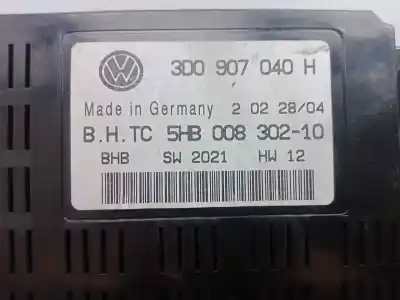 VW
3D0 907 040 H
Made in Germany 2 02 28/04
B.H.TC 5HB 008 302-10
BHB SW 2021 HW 12